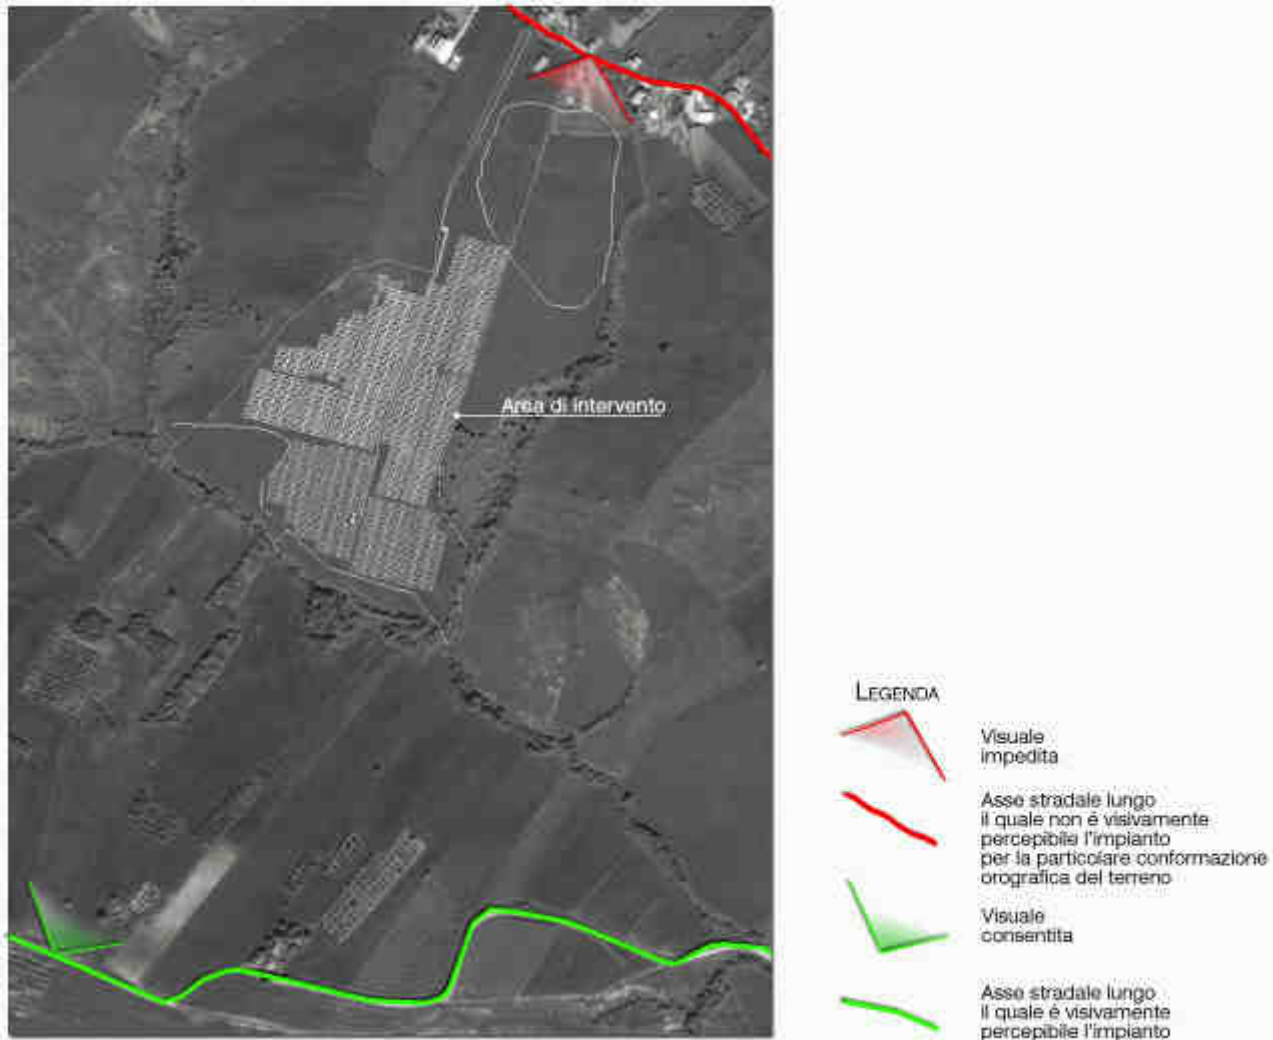 Area di intervento
LEGENDA
Visuale
impedita
Asse stradale lungo
il quale non é visivamente
percepibile l'impianto
per la particolare conformazione
orografica del terreno
Visuale
consentita
Asse stradale lungo
il quale é visivamente
percepibile l'impianto